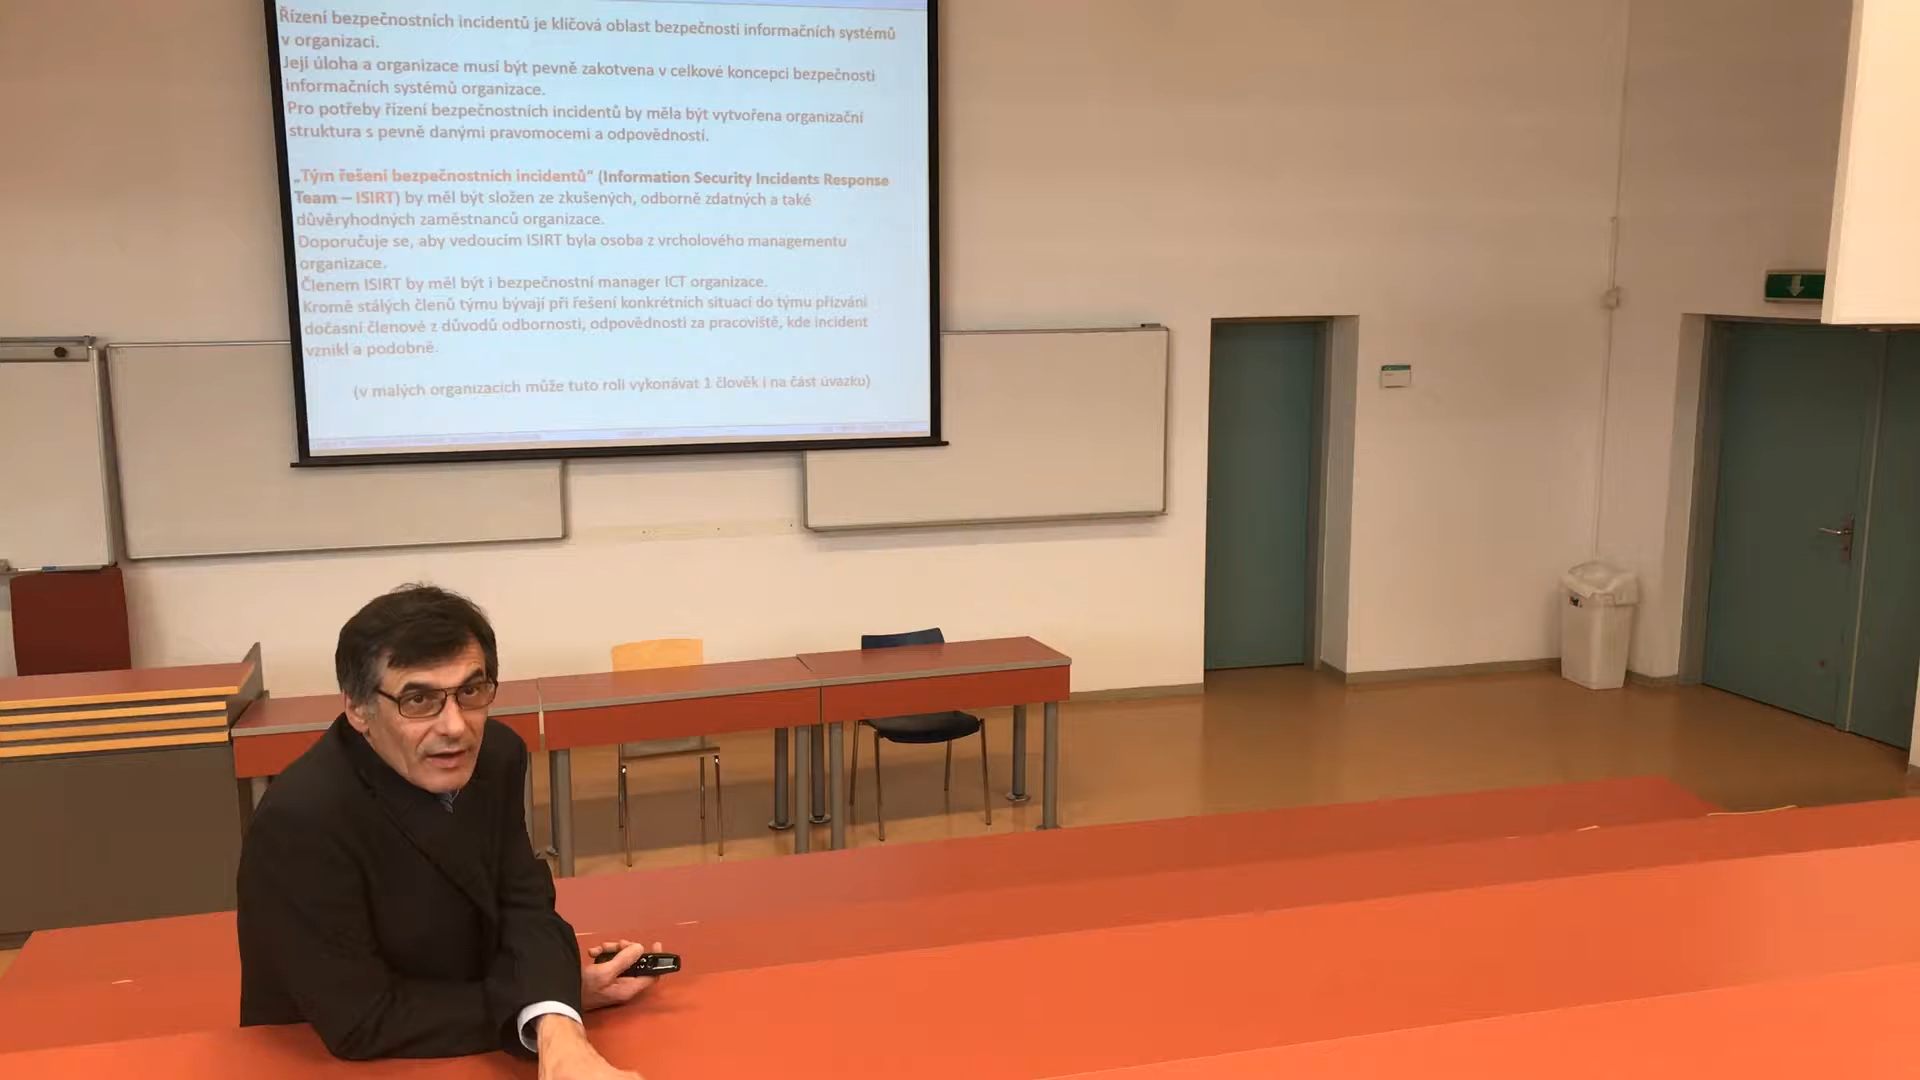 Řízení bezpečnostních incidentů je klíčová oblast bezpečnosti informačních systémů
v organizaci.
Její úloha a organizace musí být pevně zakotvena v celkové koncepci bezpečnosti
informačních systémů organizace.
Pro potřeby řízení bezpečnostních incidentů by měla být vytvořena organizační
struktura s pevně danými pravomocemi a odpovědností.
„Tým řešení bezpečnostních incidentů“ (Information Security Incidents Response
Team – ISIRT) by měl být složen ze zkušených, odborně zdatných a také
důvěryhodných zaměstnanců organizace.
Doporučuje se, aby vedoucím ISIRT byla osoba z vrcholového managementu
organizace.
Členem ISIRT by měl být i bezpečnostní manager ICT organizace.
Kromě stálých členů týmu bývají při řešení konkrétních situací do týmu přizváni
dočasní členové z důvodů odbornosti, odpovědnosti za pracoviště, kde incident
vznikl a podobně.
(v malých organizacích může tuto roli vykonávat 1 člověk i na část úvazku)